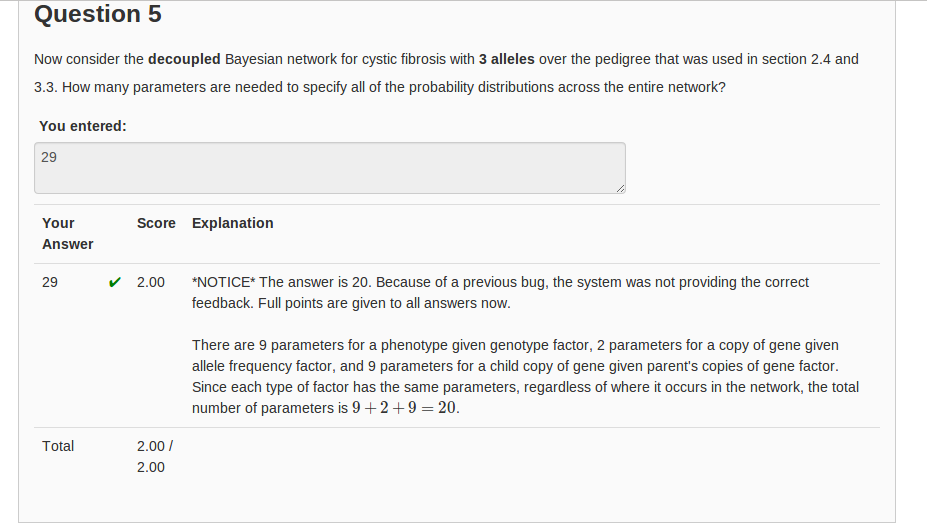 Question 5
Now consider the decoupled Bayesian network for cystic fibrosis with 3 alleles over the pedigree that was used in section 2.4 and
3.3. How many parameters are needed to specify all of the probability distributions across the entire network?
You entered:
29
Your Answer
Score
Explanation
29
✔
2.00
*NOTICE* The answer is 20. Because of a previous bug, the system was not providing the correct
feedback. Full points are given to all answers now.
There are 9 parameters for a phenotype given genotype factor, 2 parameters for a copy of gene given
allele frequency factor, and 9 parameters for a child copy of gene given parent's copies of gene factor.
Since each type of factor has the same parameters, regardless of where it occurs in the network, the total
number of parameters is 9 + 2 + 9 = 20.
Total
2.00 /
2.00